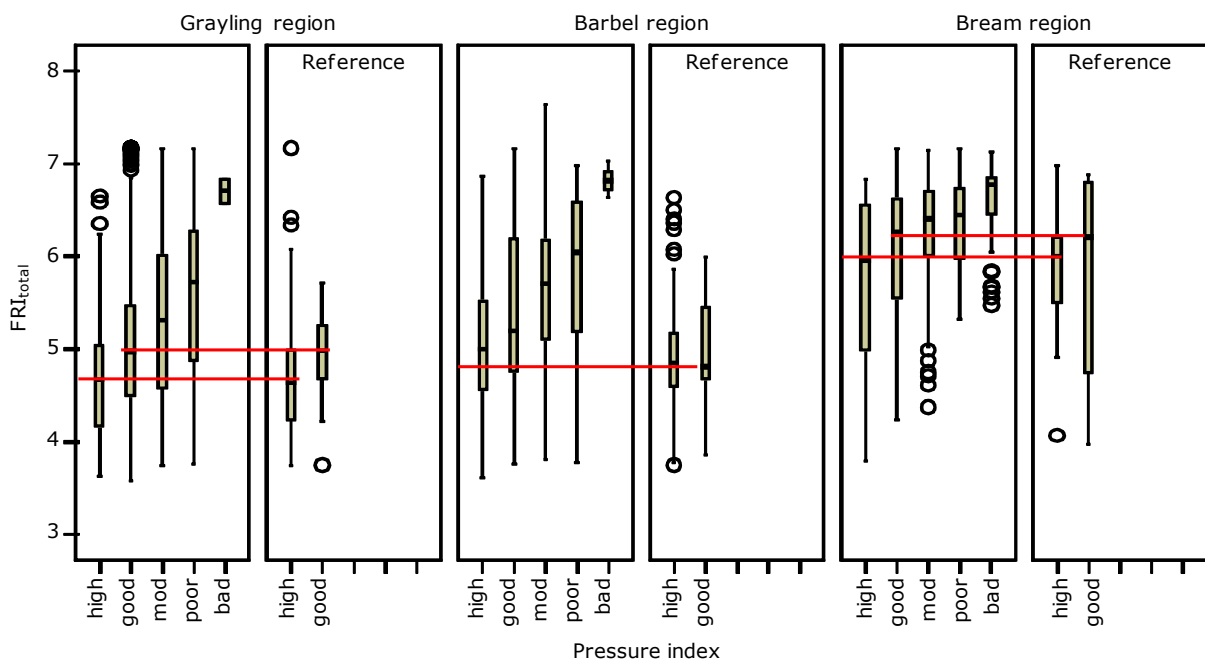 Grayling region
Barbel region
Bream region
Reference
Reference
Reference
8
7
6
5
4
3
FRItotal
high
good
mod
poor
bad
high
good
high
good
mod
poor
bad
high
good
high
good
mod
poor
bad
high
good
Pressure index